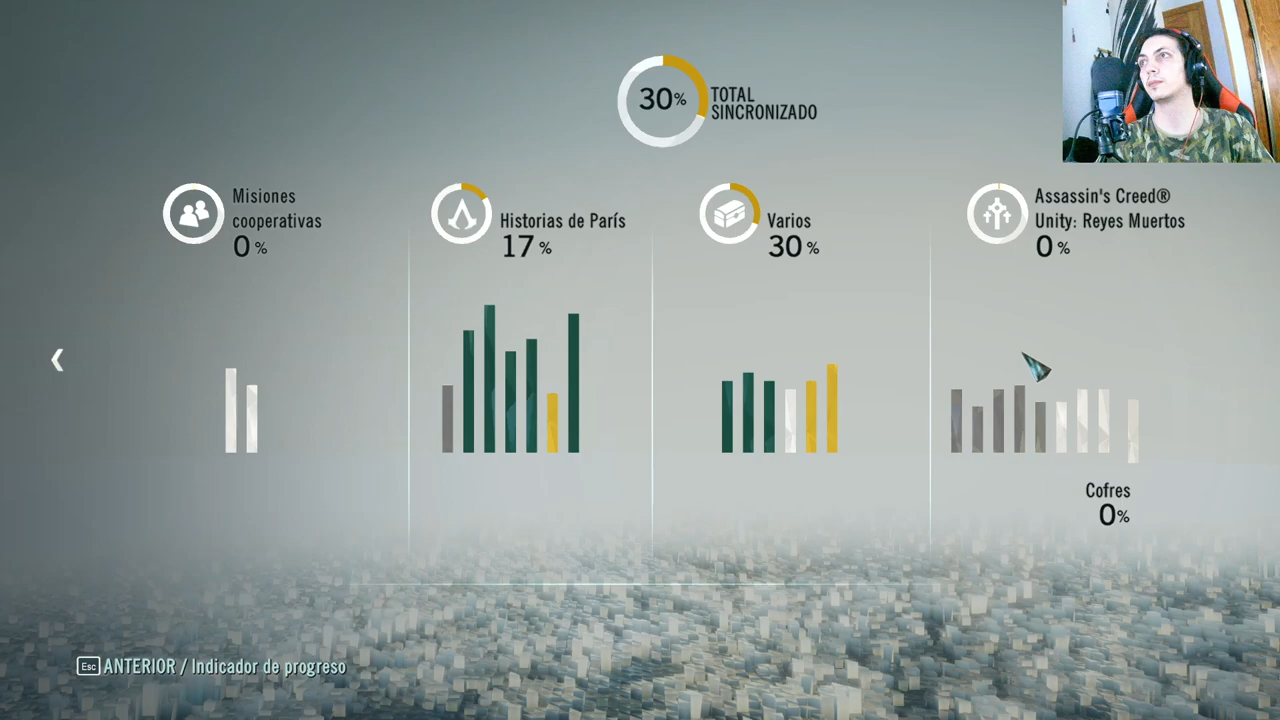 30%
TOTAL
SINCRONIZADO
Misiones
cooperativas
0 %
Historias de París
17 %
Varios
30 %
Assassin's Creed®
Unity: Reyes Muertos
0 %
Cofres
0%
Esc ANTERIOR / Indicador de progreso